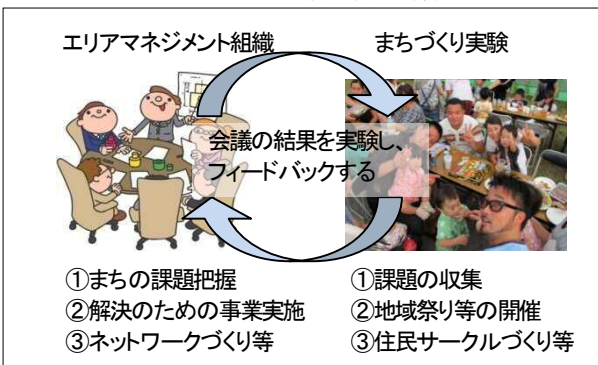 エリアマネジメント組織
まちづくり実験
会議の結果を実験し、
フィードバックする
①まちの課題把握
②解決のための事業実施
③ネットワークづくり等
①課題の収集
②地域祭り等の開催
③住民サークルづくり等